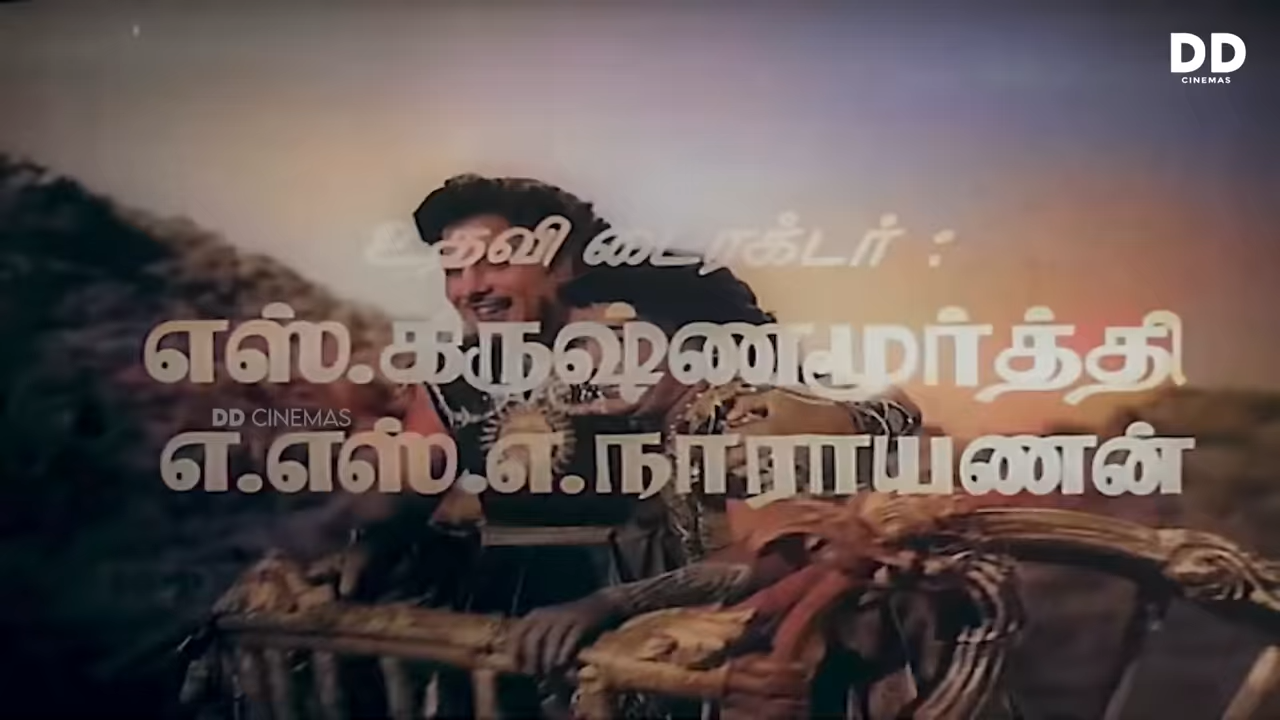 DD
CINEMAS
உதவி டைரக்டர் :
எஸ்.கிருஷ்ணமூர்த்தி
DD CINEMAS
எ.எஸ்.எ.நாராயணன்